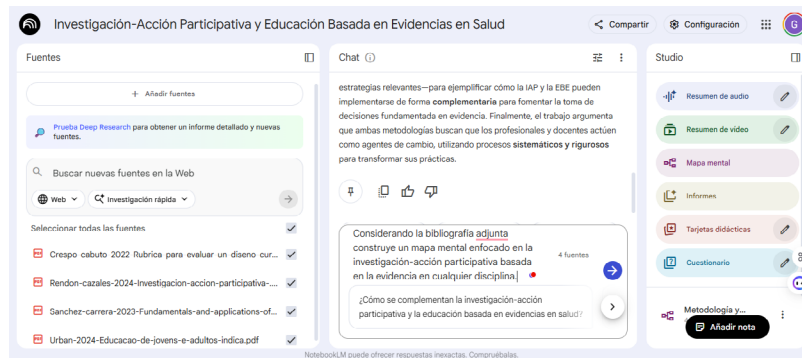 Investigación-Acción Participativa y Educación Basada en Evidencias en Salud
Compartir
Configuración
G
Fuentes
+ Añadir fuentes
Prueba Deep Research para obtener un informe detallado y nuevas
fuentes.
Buscar nuevas fuentes en la Web
Web
Investigación rápida
Seleccionar todas las fuentes
Crespo cabuto 2022 Rubrica para evaluar un diseno cur...
Rendon-cazales-2024-Investigacion-accion-participativa-....
Sanchez-carrera-2023-Fundamentals-and-applications-of...
Urban-2024-Educacao-de-jovens-e-adultos-indica.pdf
Chat
estrategias relevantes—para ejemplificar cómo la IAP y la EBE pueden
implementarse de forma complementaria para fomentar la toma de
decisiones fundamentada en evidencia. Finalmente, el trabajo argumenta
que ambas metodologías buscan que los profesionales y docentes actúen
como agentes de cambio, utilizando procesos sistemáticos y rigurosos
para transformar sus prácticas.
Considerando la bibliografía adjunta
construye un mapa mental enfocado en la
investigación-acción participativa basada
en la evidencia en cualquier disciplina.
4 fuentes
¿Cómo se complementan la investigación-acción
participativa y la educación basada en evidencias en salud?
NotebookLM puede ofrecer respuestas inexactas. Compruébalas.
Studio
Resumen de audio
Resumen de vídeo
Mapa mental
Informes
Tarjetas didácticas
Cuestionario
Metodología y...
Añadir nota